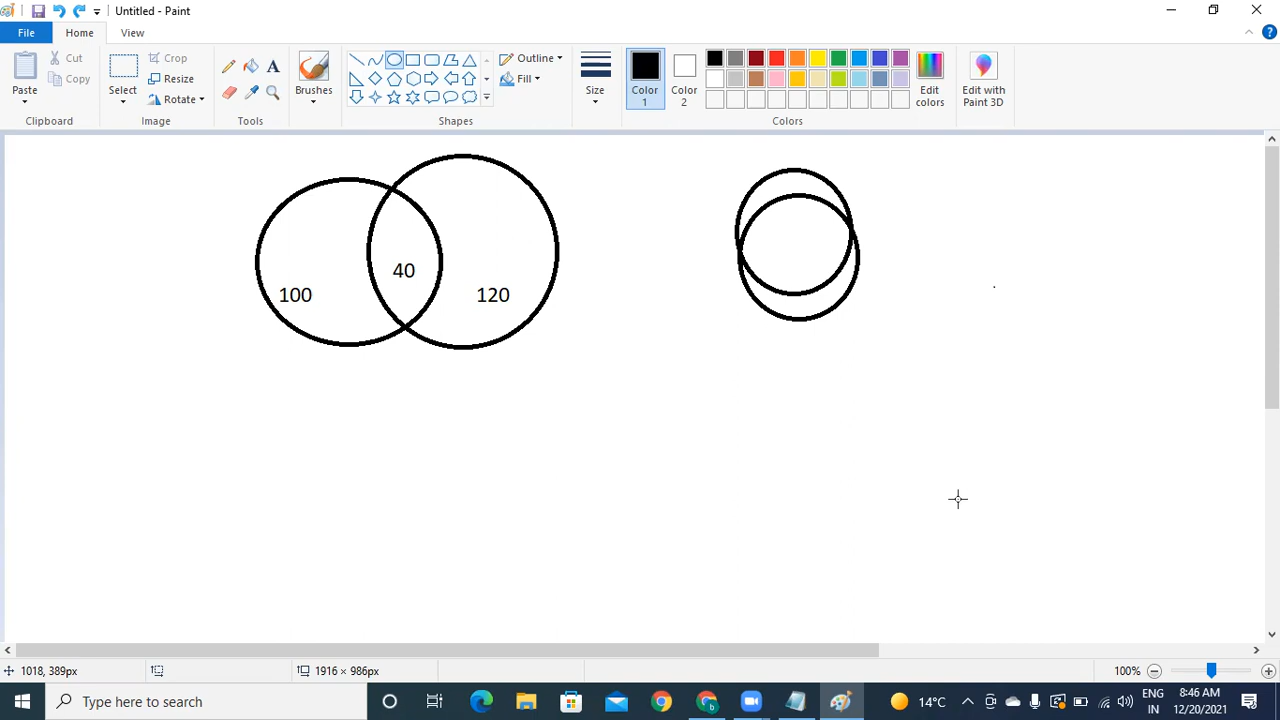 Untitled - Paint
File
Home
View
Paste
Cut
Copy
Clipboard
Select
Crop
Resize
Rotate
Image
A
Tools
Brushes
Outline
Fill
Shapes
Size
Color 1
Color 2
Edit colors
Colors
Edit with Paint 3D
100
40
120
1018, 389px
1916 × 986px
100%
Type here to search
14°C
ENG
IN
8:46 AM
12/20/2021